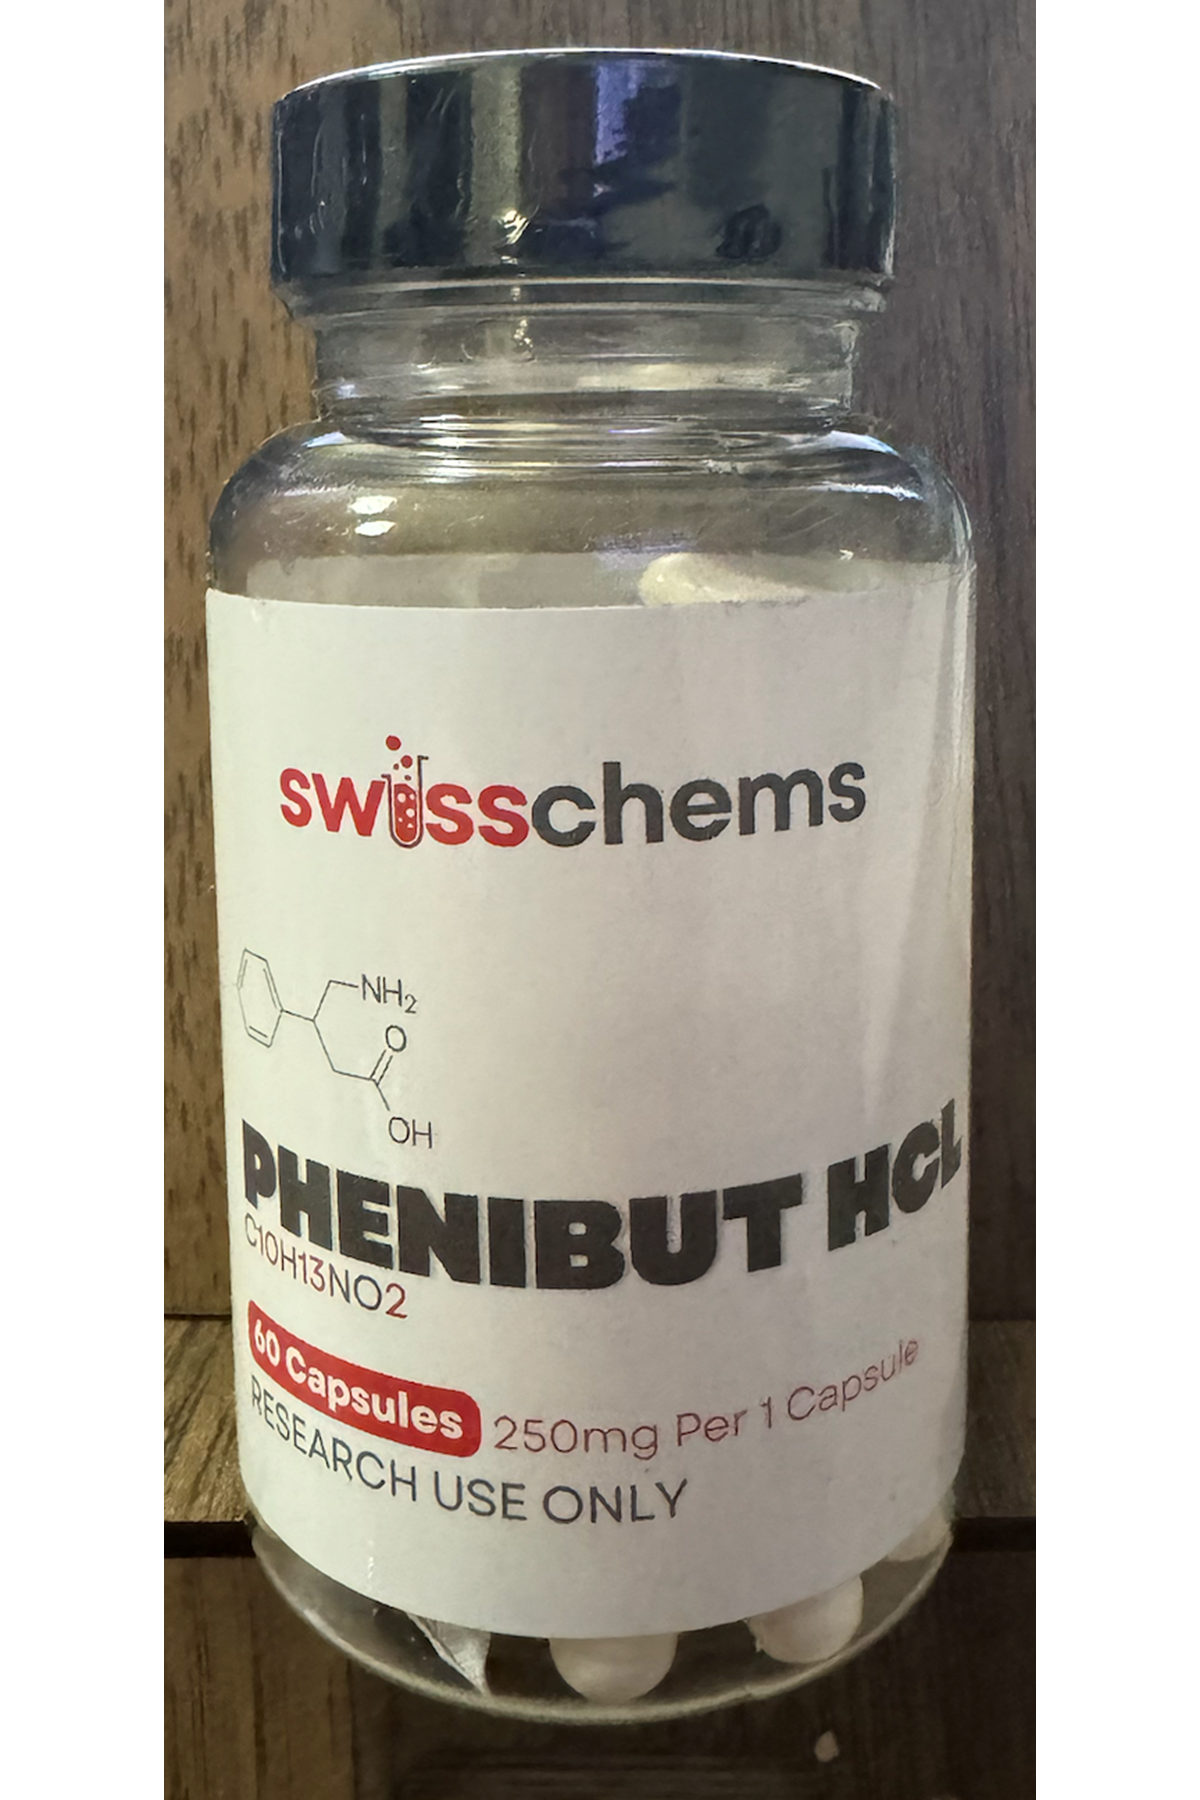 swisschems
NH2
O
OH
PHENIBUT HCL
C10H13NO2
60 Capsules 250mg Per 1 Capsule
RESEARCH USE ONLY